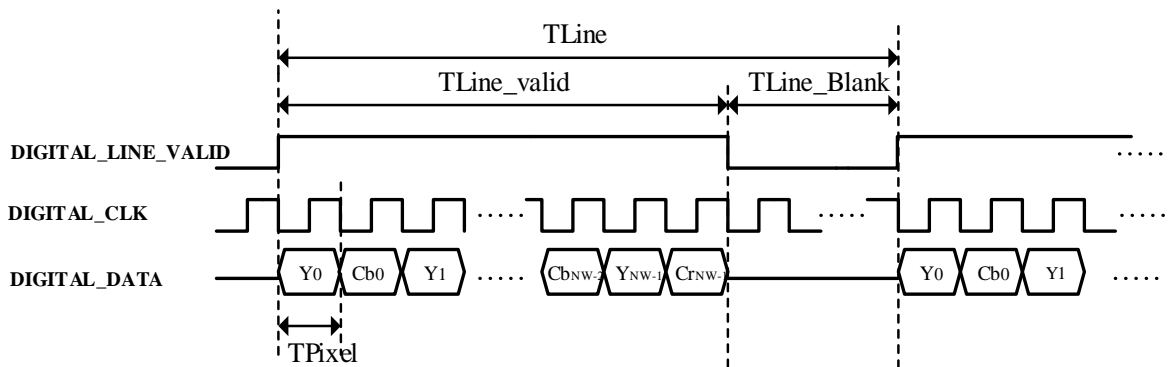 TLine
TLine_valid TLine_Blank
DIGITAL_LINE_VALID .....
DIGITAL_CLK ..... .....
DIGITAL_DATA Y0 Cb0 Y1 ..... CbNW-2 YNW-1 CrNW-1 Y0 Cb0 Y1 .....
TPixel